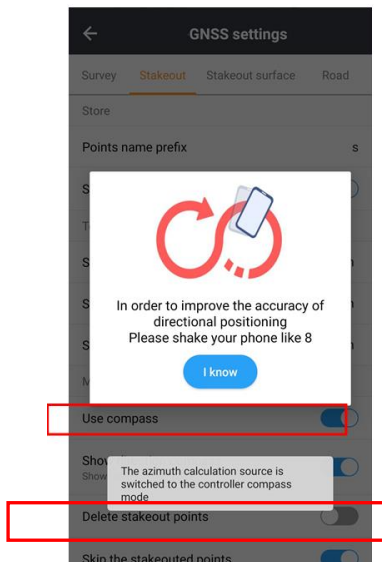 GNSS settings
Survey Stakeout Stakeout surface Road
Store
Points name prefix s
S
In order to improve the accuracy of
directional positioning
Please shake your phone like 8
I know
Use compass
Show
Show
The azimuth calculation source is
switched to the controller compass
mode
Delete stakeout points
Skip the stakeouted points